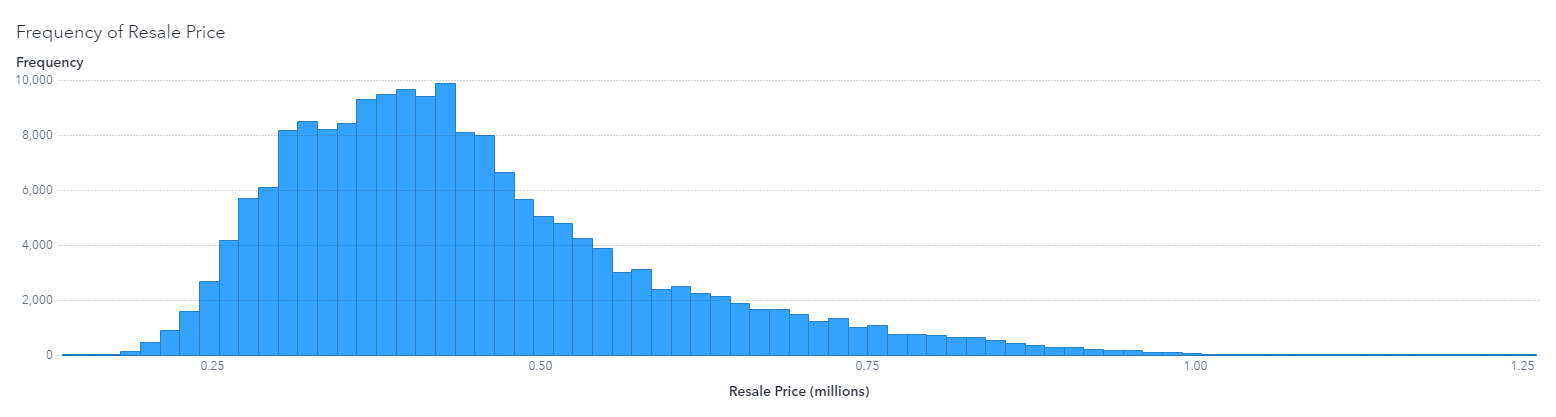 Frequency of Resale Price
Frequency
10,000
8,000
6,000
4,000
2,000
0
0.25 0.50 0.75 1.00 1.25
Resale Price (millions)